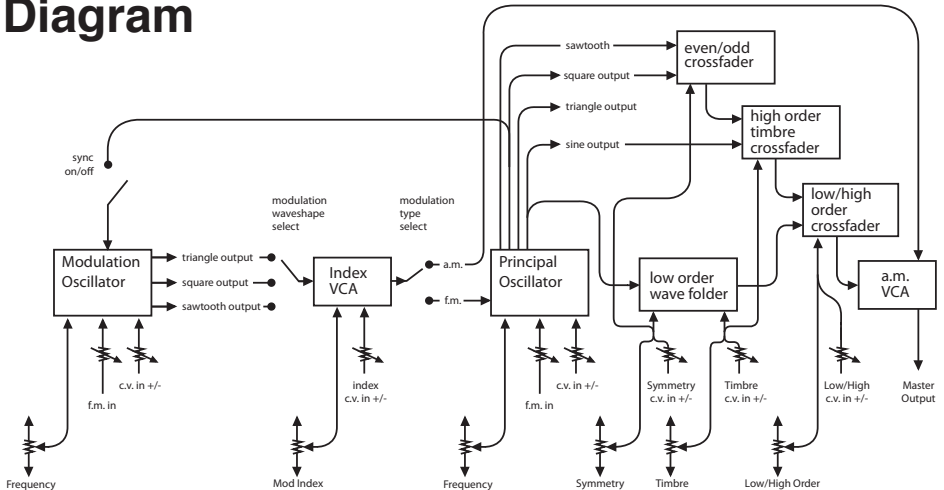 Diagram
sawtooth
square output
triangle output
sine output
even/odd
crossfader
high order
timbre
crossfader
low/high
order
crossfader
sync
on/off
modulation
waveshape
select
modulation
type
select
Modulation
Oscillator
triangle output
square output
sawtooth output
Index
VCA
a.m.
f.m.
Principal
Oscillator
low order
wave folder
a.m.
VCA
c.v. in +/-
f.m. in
index
c.v. in +/-
c.v. in +/-
f.m. in
Symmetry
c.v. in +/-
Timbre
c.v. in +/-
Low/High
c.v. in +/-
Master
Output
Frequency
Mod Index
Frequency
Symmetry
Timbre
Low/High Order